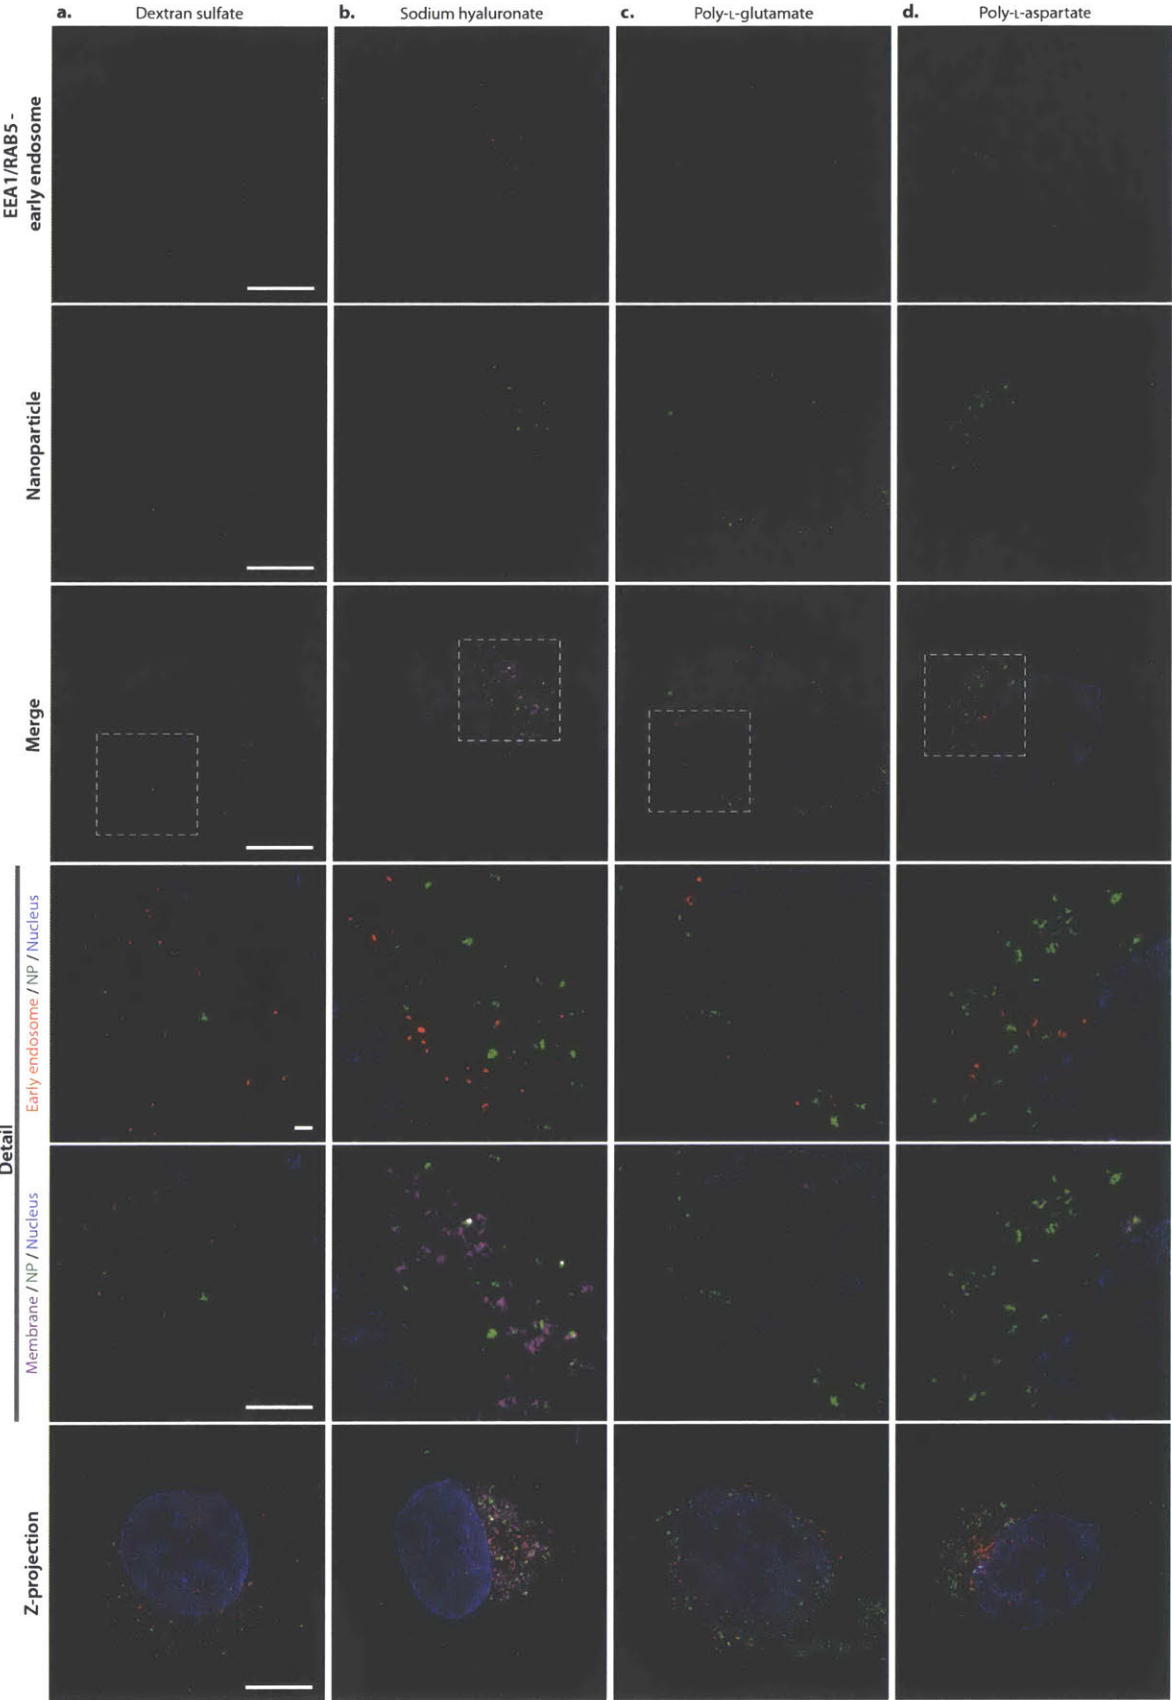 a. Dextran sulfate
b. Sodium hyaluronate
c. Poly-ʟ-glutamate
d. Poly-ʟ-aspartate
EEA1/RAB5 -
early endosome
Nanoparticle
Merge
Detail
Early endosome / NP / Nucleus
Membrane / NP / Nucleus
Z-projection